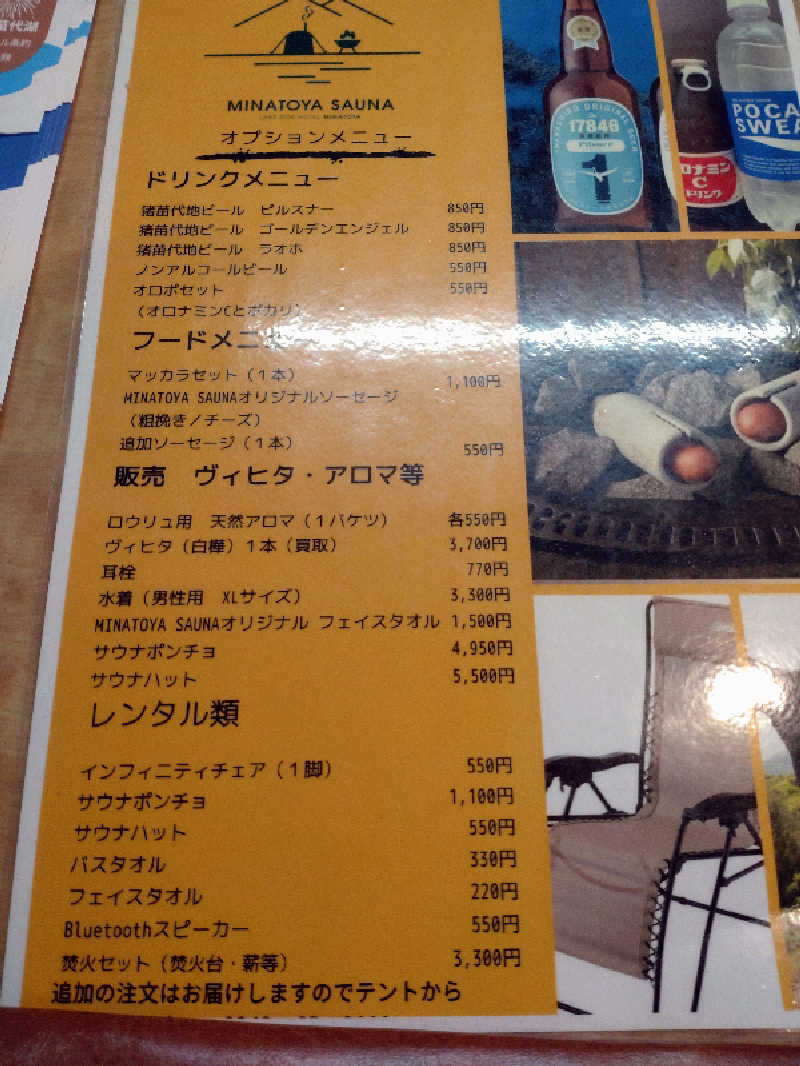 MINATOYA SAUNA
LAKE SIDE HOTEL MINATOYA
オプションメニュー
ドリンクメニュー
猪苗代地ビール ピルスナー 850円
猪苗代地ビール ゴールデンエンジェル 850円
猪苗代地ビール ラオホ 850円
ノンアルコールビール 550円
オロポセット 550円
(オロナミンCとポカリ)
フードメニュー
マッカラセット(1本) 1,100円
MINATOYA SAUNAオリジナルソーセージ
(粗挽き/チーズ)
追加ソーセージ(1本) 550円
販売 ヴィヒタ・アロマ等
ロウリュ用 天然アロマ(1バケツ) 各550円
ヴィヒタ(白樺)1本(買取) 3,700円
耳栓 770円
水着(男性用 XLサイズ) 3,300円
MINATOYA SAUNAオリジナル フェイスタオル 1,500円
サウナポンチョ 4,950円
サウナハット 5,500円
レンタル類
インフィニティチェア(1脚) 550円
サウナポンチョ 1,100円
サウナハット 550円
バスタオル 330円
フェイスタオル 220円
Bluetoothスピーカー 550円
焚火セット(焚火台・薪等) 3,300円
追加の注文はお届けしますのでテントから
17846
Pilsner
1
ロナミン
C
ドリンク
POCA
SWEA
苗代湖